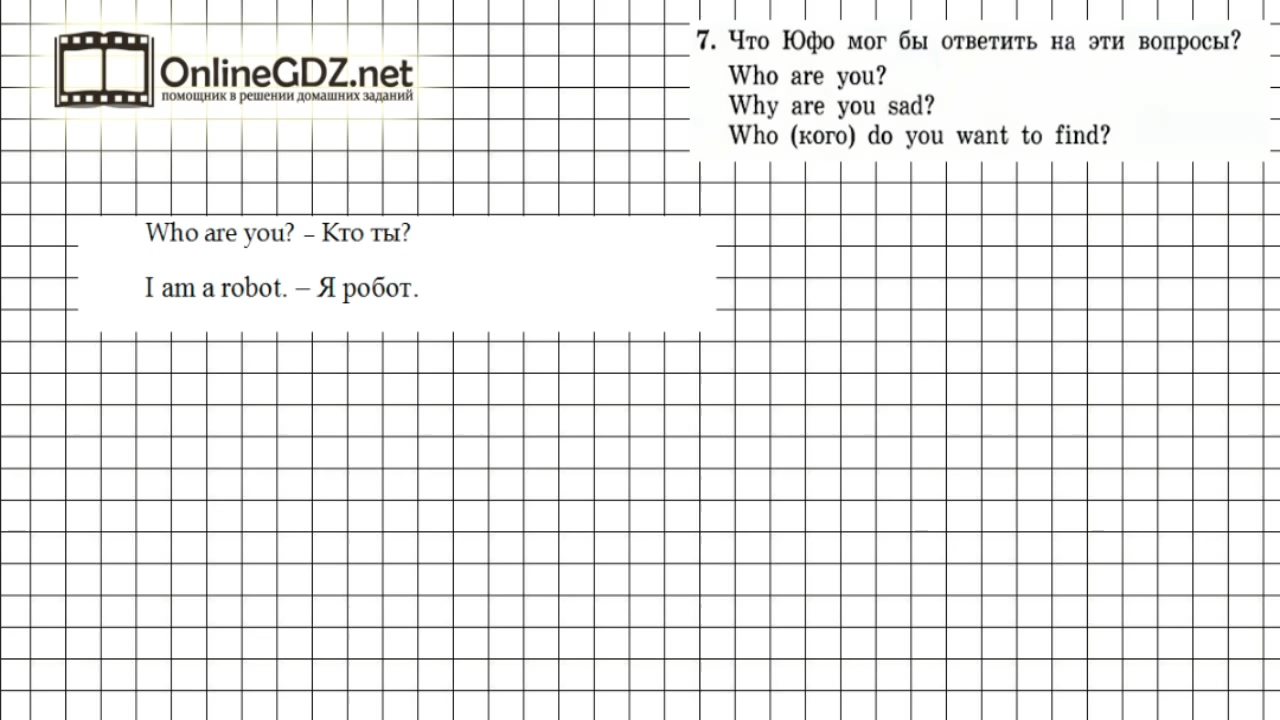 OnlineGDZ.net
помощник в решении домашних заданий
7. Что Юфо мог бы ответить на эти вопросы?
Who are you?
Why are you sad?
Who (кого) do you want to find?
Who are you? – Кто ты?
I am a robot. – Я робот.